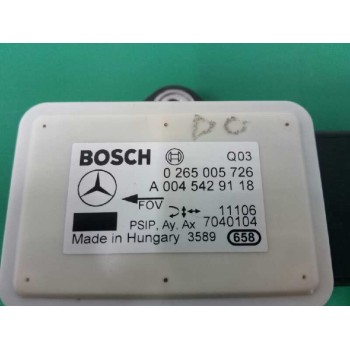 DC
BOSCH Q03
0 265 005 726
A 004 542 91 18
FOV 11106
PSIP, Ay, Ax 7040104
Made in Hungary 3589 658